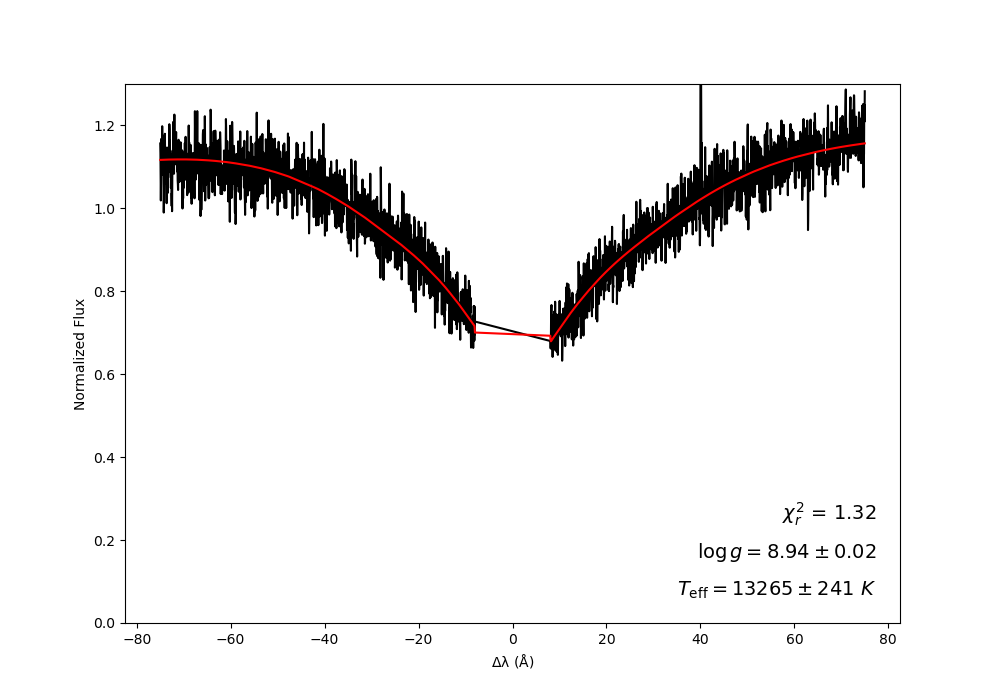 1.2
1.0
0.8
0.6
0.4
0.2
0.0
Normalized Flux
χ²ᵣ = 1.32
log g = 8.94 ± 0.02
T_eff = 13265 ± 241 K
−80 −60 −40 −20 0 20 40 60 80
Δλ (Å)